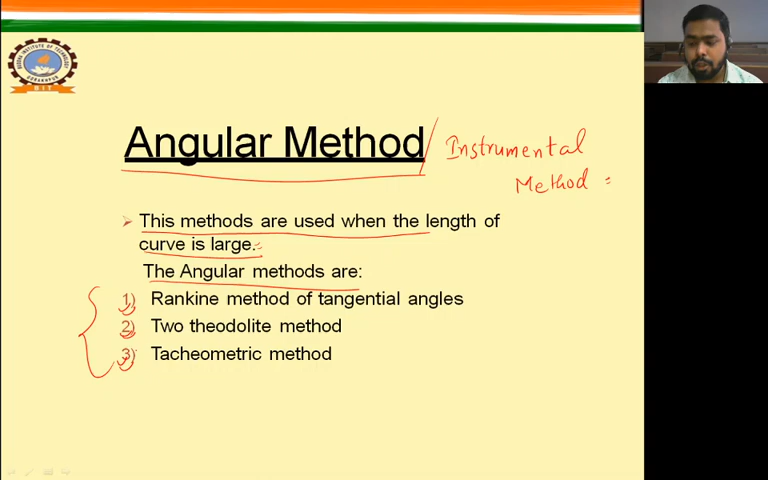 Angular Method / Instrumental
Method :
This methods are used when the length of
curve is large.
The Angular methods are:
1) Rankine method of tangential angles
2) Two theodolite method
3) Tacheometric method